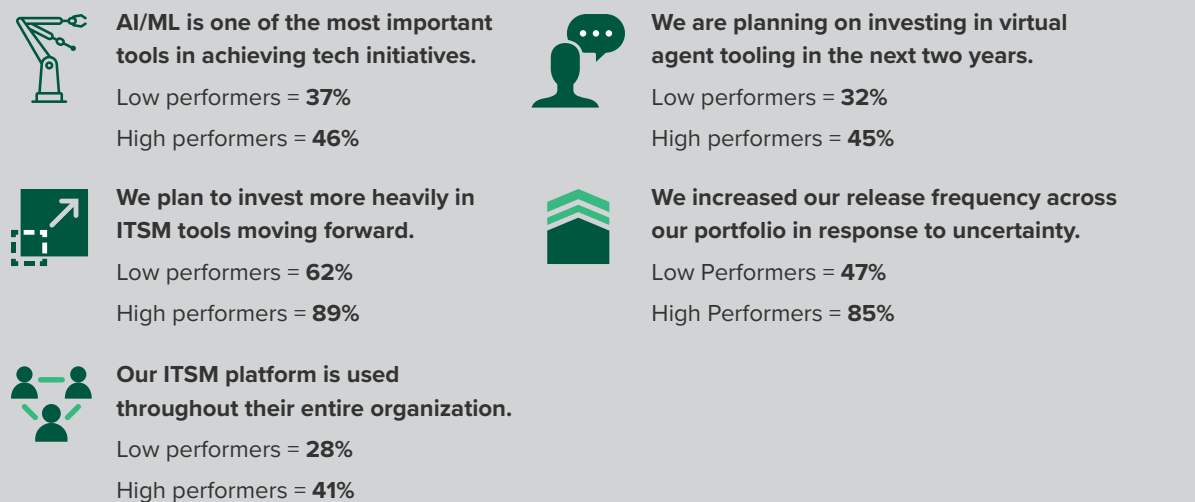 AI/ML is one of the most important
tools in achieving tech initiatives.
Low performers = 37%
High performers = 46%
We are planning on investing in virtual
agent tooling in the next two years.
Low performers = 32%
High performers = 45%
We plan to invest more heavily in
ITSM tools moving forward.
Low performers = 62%
High performers = 89%
We increased our release frequency across
our portfolio in response to uncertainty.
Low Performers = 47%
High Performers = 85%
Our ITSM platform is used
throughout their entire organization.
Low performers = 28%
High performers = 41%